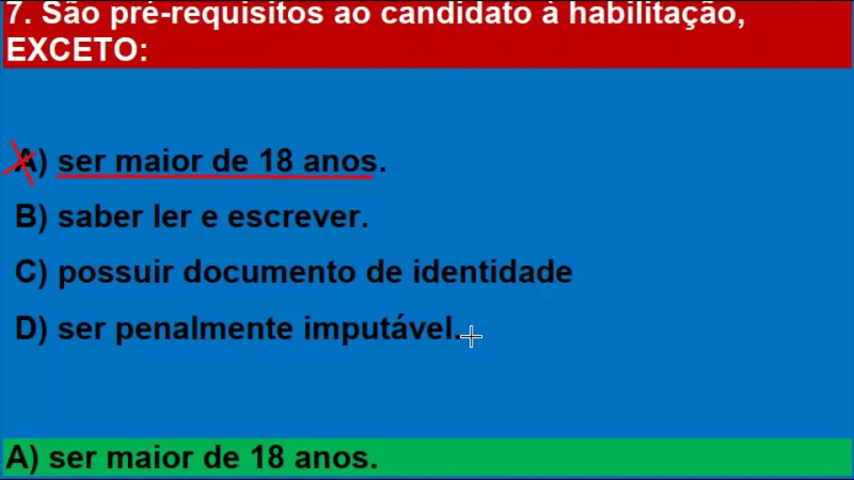 7. São pré-requisitos ao candidato à habilitação,
EXCETO:
A) ser maior de 18 anos.
B) saber ler e escrever.
C) possuir documento de identidade
D) ser penalmente imputável.
A) ser maior de 18 anos.